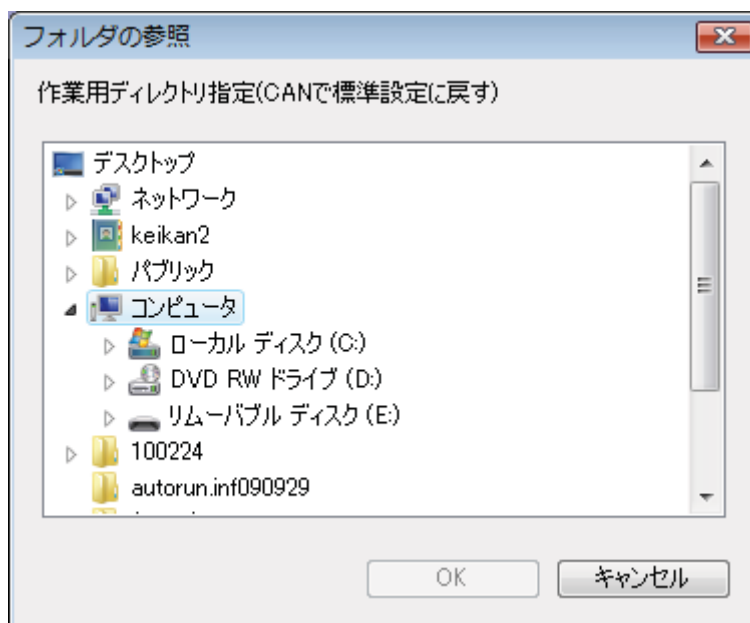 フォルダの参照
作業用ディレクトリ指定(CANで標準設定に戻す)
デスクトップ
ネットワーク
keikan2
パブリック
コンピュータ
ローカル ディスク (C:)
DVD RW ドライブ (D:)
リムーバブル ディスク (E:)
100224
autorun.inf090929
OK
キャンセル